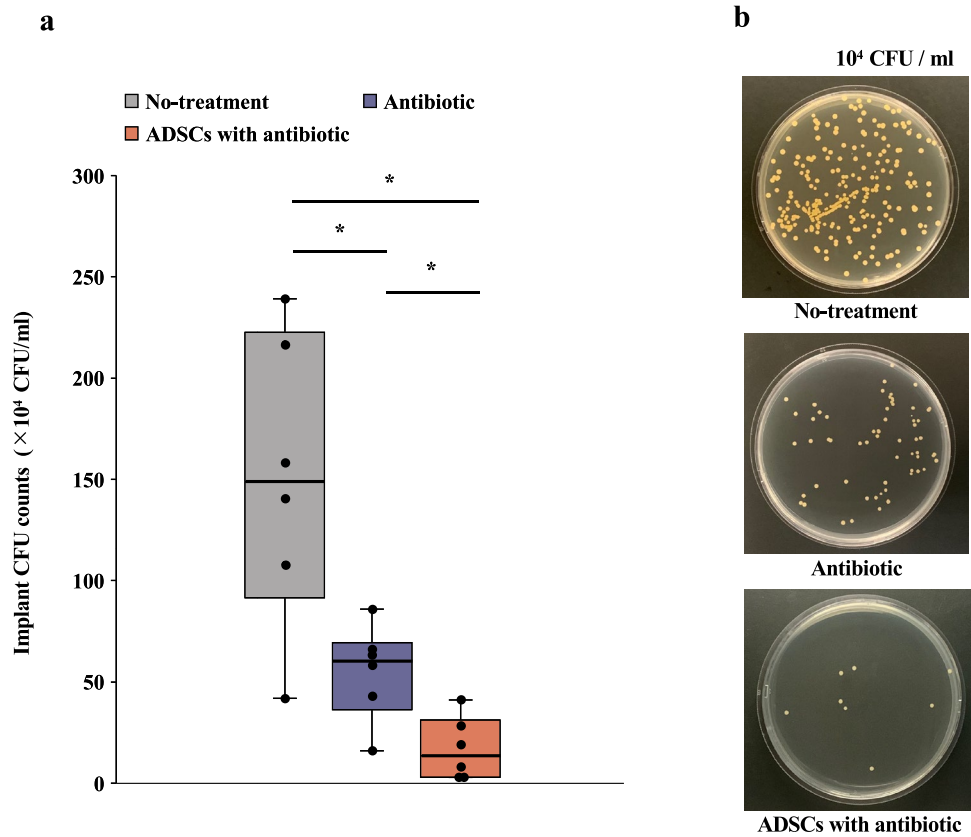 a
No-treatment
Antibiotic
ADSCs with antibiotic
300
250
200
150
100
50
0
Implant CFU counts (×10⁴ CFU/ml)
*
*
*
b
10⁴ CFU / ml
No-treatment
Antibiotic
ADSCs with antibiotic